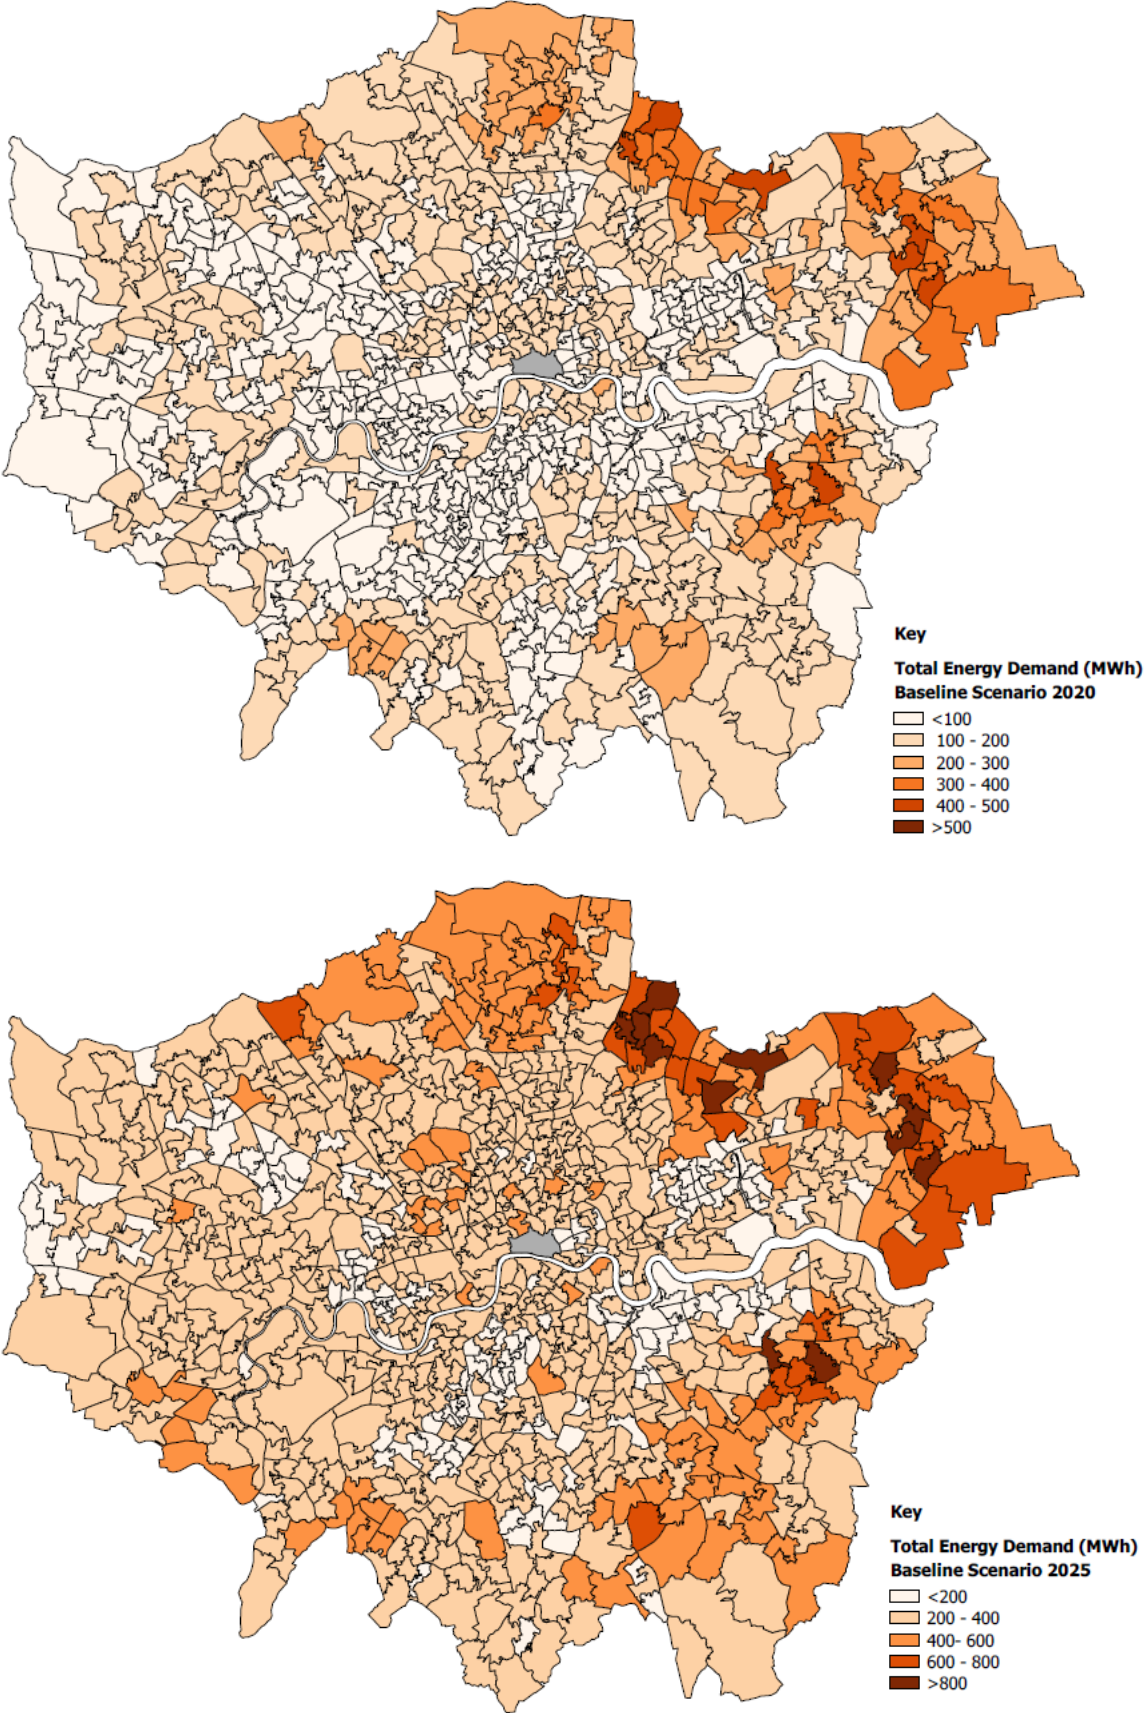 Key
Total Energy Demand (MWh)
Baseline Scenario 2020
<100
100 - 200
200 - 300
300 - 400
400 - 500
>500
Key
Total Energy Demand (MWh)
Baseline Scenario 2025
<200
200 - 400
400- 600
600 - 800
>800